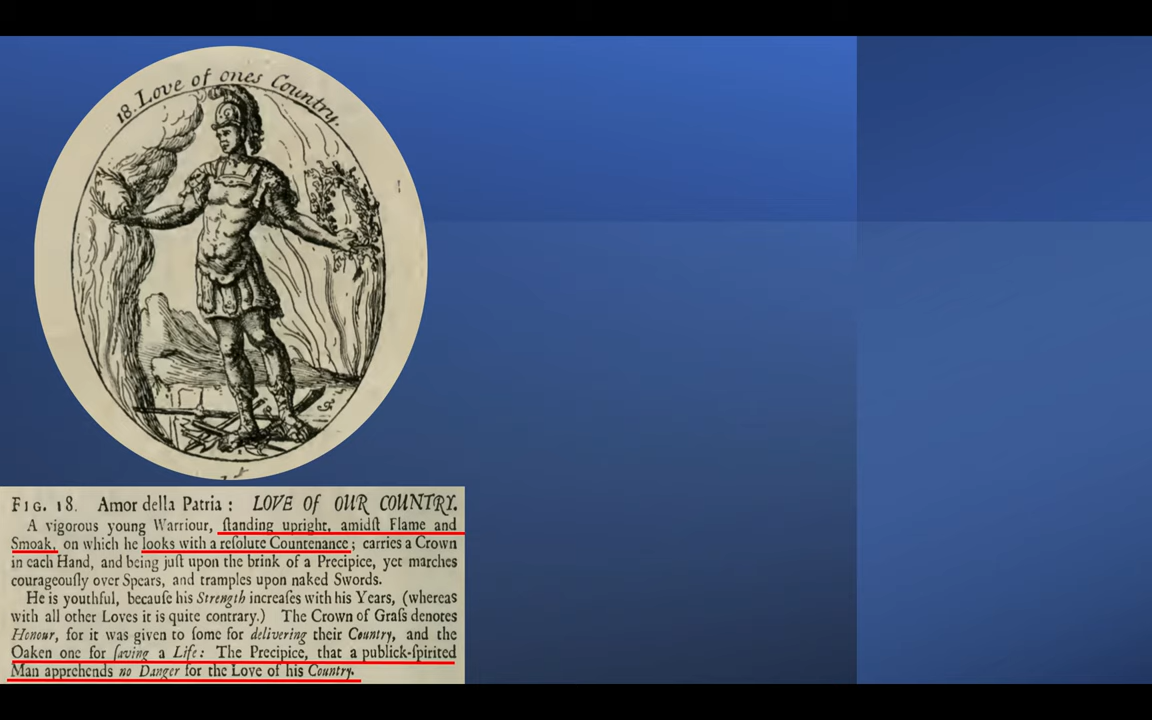 18. Love of ones Country.
FIG. 18. Amor della Patria: LOVE of OUR COUNTRY.
A vigorous young Warriour, ſtanding upright, amidſt Flame and
Smoak, on which he looks with a reſolute Countenance; carries a Crown
in each Hand, and being juſt upon the brink of a Precipice, yet marches
courageouſly over Spears, and tramples upon naked Swords.
He is youthful, becauſe his Strength increaſes with his Years, (whereas
with all other Loves it is quite contrary.) The Crown of Graſs denotes
Honour, for it was given to ſome for delivering their Country, and the
Oaken one for ſaving a Life: The Precipice, that a publick-ſpirited
Man apprehends no Danger for the Love of his Country.